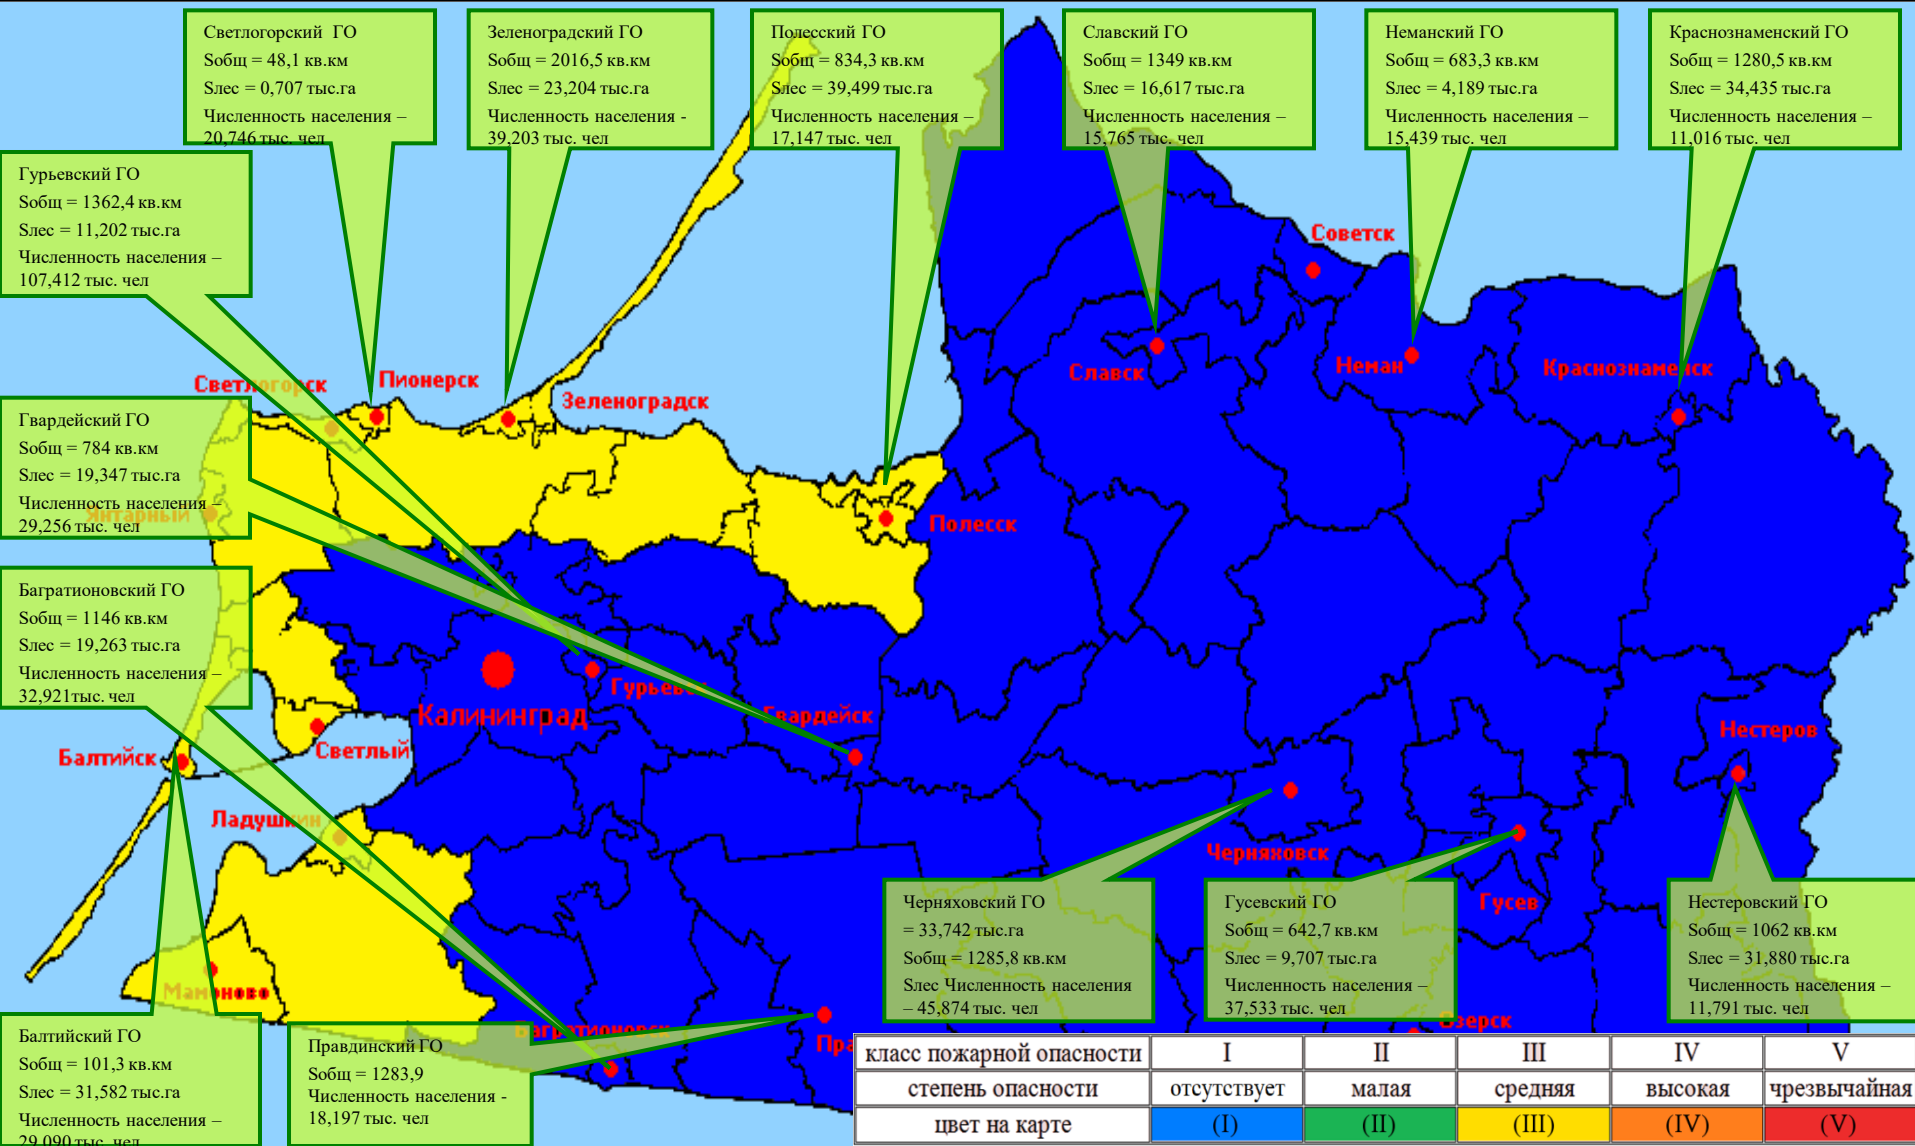 Светлогорский ГО
Sобщ = 48,1 кв.км
Sлес = 0,707 тыс.га
Численность населения –
20,746 тыс. чел
Зеленоградский ГО
Sобщ = 2016,5 кв.км
Sлес = 23,204 тыс.га
Численность населения -
39,203 тыс. чел
Полесский ГО
Sобщ = 834,3 кв.км
Sлес = 39,499 тыс.га
Численность населения –
17,147 тыс. чел
Славский ГО
Sобщ = 1349 кв.км
Sлес = 16,617 тыс.га
Численность населения –
15,765 тыс. чел
Неманский ГО
Sобщ = 683,3 кв.км
Sлес = 4,189 тыс.га
Численность населения –
15,439 тыс. чел
Краснознаменский ГО
Sобщ = 1280,5 кв.км
Sлес = 34,435 тыс.га
Численность населения –
11,016 тыс. чел
Гурьевский ГО
Sобщ = 1362,4 кв.км
Sлес = 11,202 тыс.га
Численность населения –
107,412 тыс. чел
Советск
Славск
Неман
Краснознаменск
Светлогорск
Пионерск
Зеленоградск
Гвардейский ГО
Sобщ = 784 кв.км
Sлес = 19,347 тыс.га
Численность населения –
29,256 тыс. чел
Янтарный
Полесск
Багратионовский ГО
Sобщ = 1146 кв.км
Sлес = 19,263 тыс.га
Численность населения –
32,921тыс. чел
Гурьевск
Калининград
Гвардейск
Нестеров
Балтийск
Светлый
Ладушкин
Черняховск
Гусев
Мамоново
Черняховский ГО
= 33,742 тыс.га
Sобщ = 1285,8 кв.км
Sлес Численность населения
– 45,874 тыс. чел
Гусевский ГО
Sобщ = 642,7 кв.км
Sлес = 9,707 тыс.га
Численность населения –
37,533 тыс. чел
Нестеровский ГО
Sобщ = 1062 кв.км
Sлес = 31,880 тыс.га
Численность населения –
11,791 тыс. чел
Озерск
Багратионовск
Пра
Балтийский ГО
Sобщ = 101,3 кв.км
Sлес = 31,582 тыс.га
Численность населения –
29,090 тыс. чел
Правдинский ГО
Sобщ = 1283,9
Численность населения -
18,197 тыс. чел
класс пожарной опасности I II III IV V
степень опасности отсутствует малая средняя высокая чрезвычайная
цвет на карте (I) (II) (III) (IV) (V)